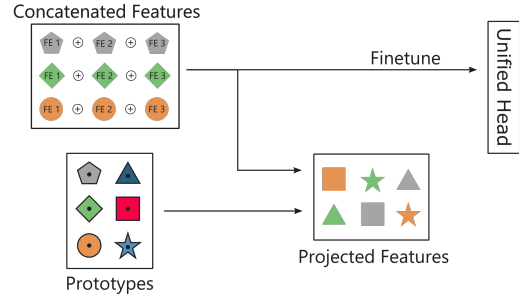 Concatenated Features
FE 1 + FE 2 + FE 3
FE 1 + FE 2 + FE 3
FE 1 + FE 2 + FE 3
Finetune
Unified Head
Prototypes
Projected Features